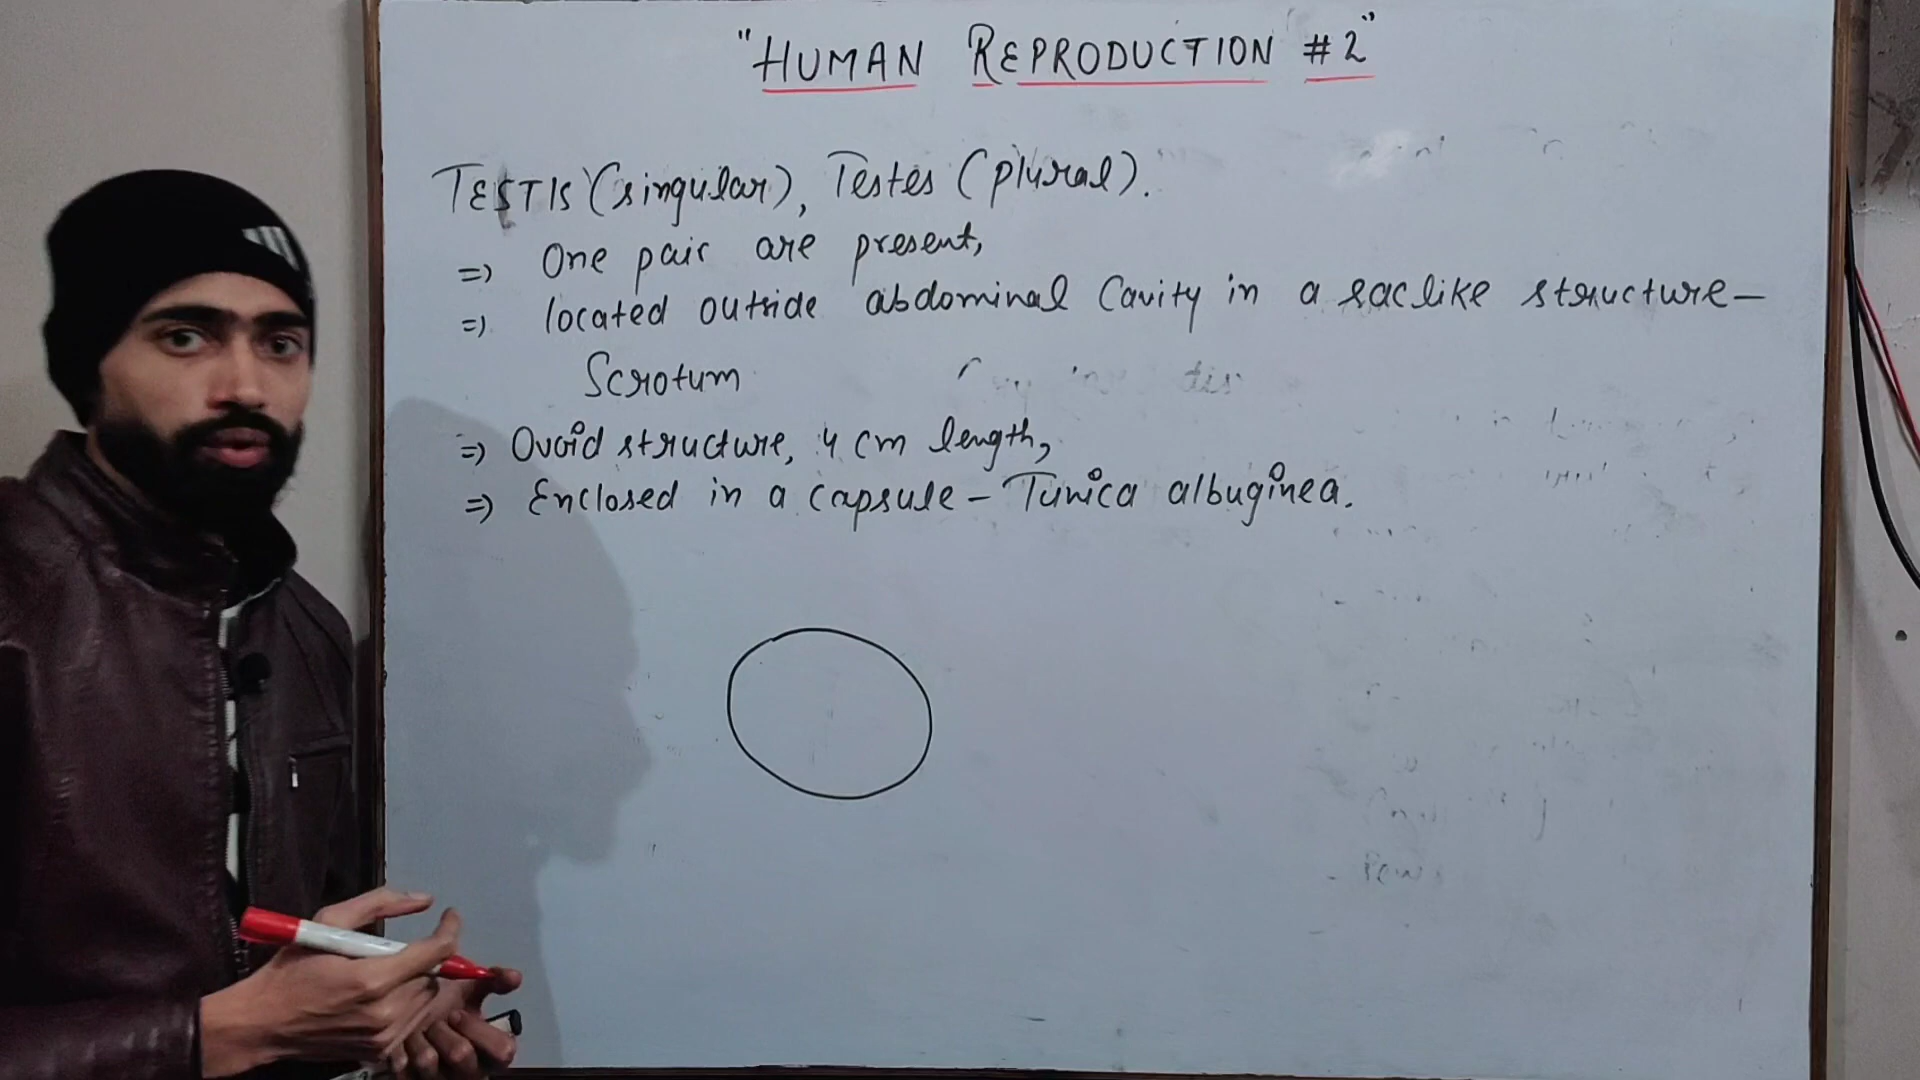 "HUMAN REPRODUCTION #2"
TESTIS (singular), Testes (plural).
=) One pair are present,
=) located outside abdominal Cavity in a saclike structure–
Scrotum
=) Ovoid structure, 4 cm length,
=) Enclosed in a capsule – Tunica albuginea.